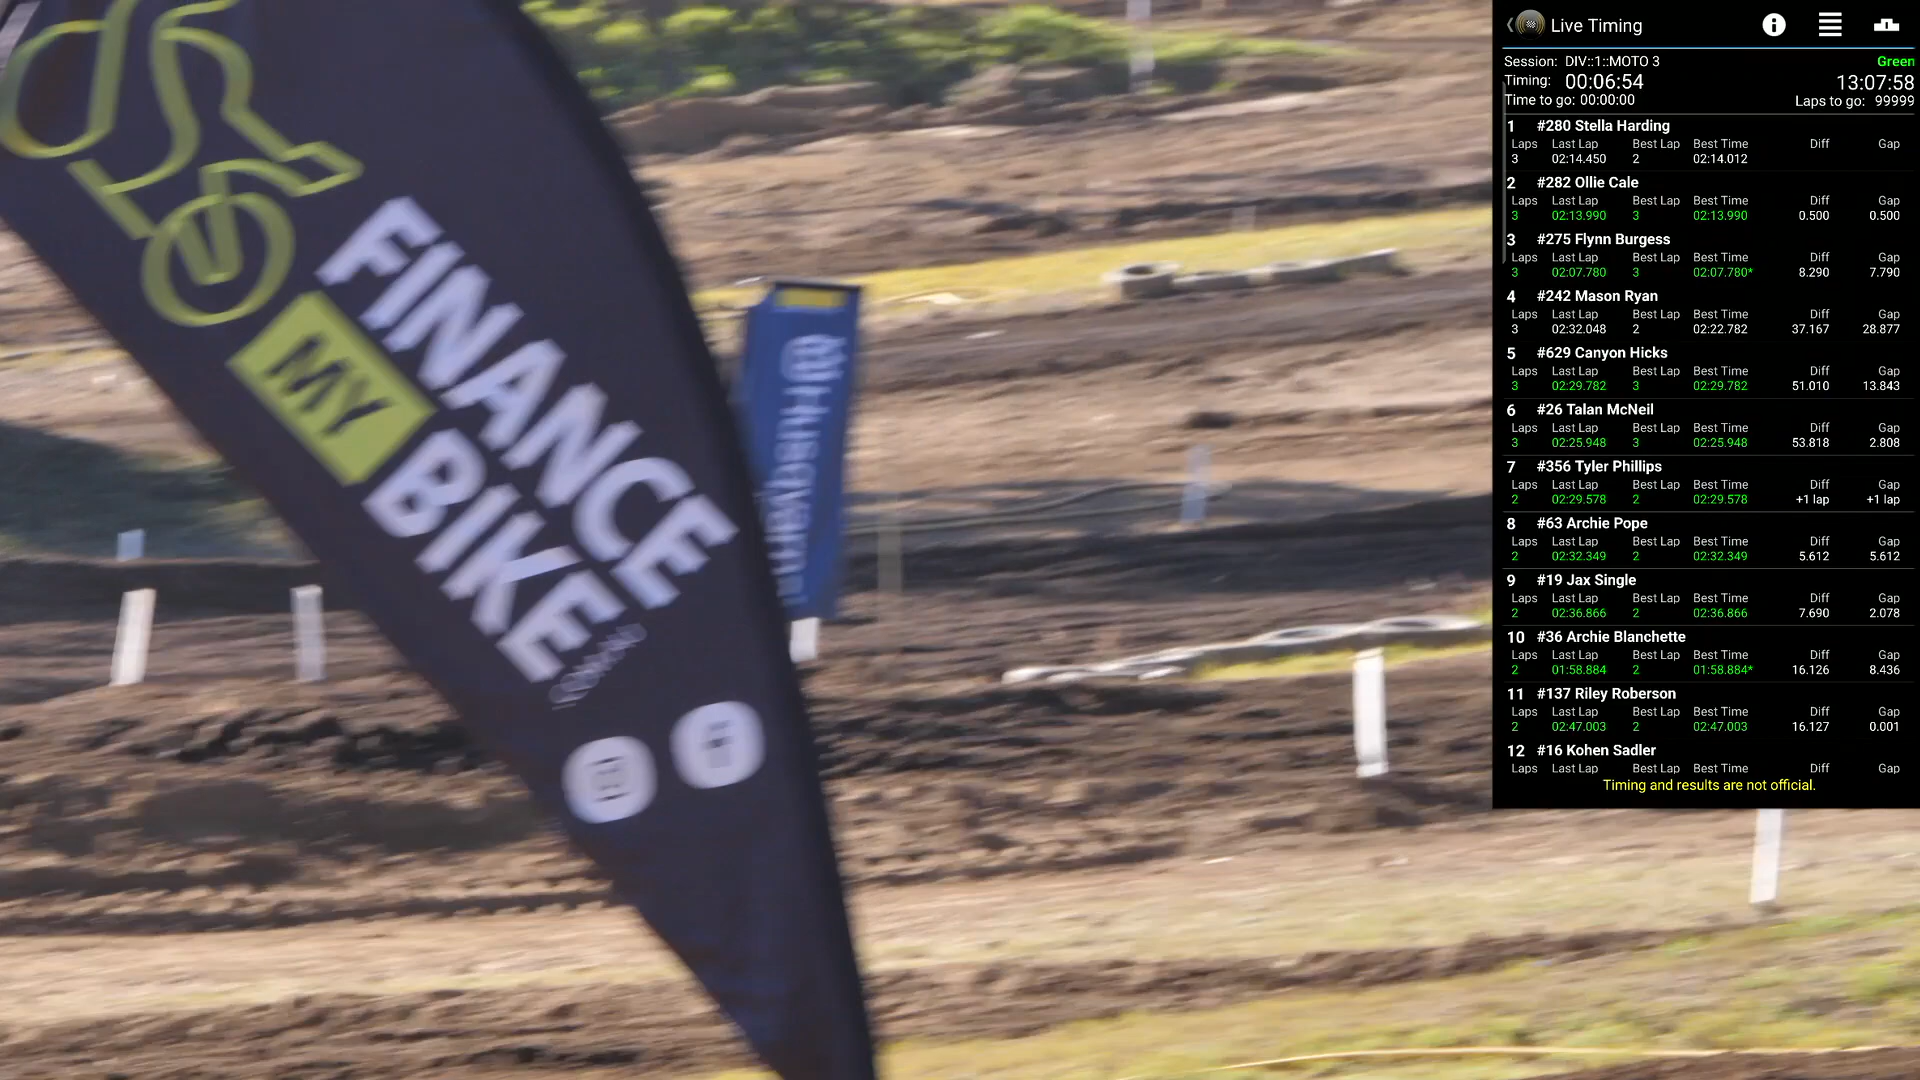 FINANCE
MY
BIKE
Husqvarna
Live Timing
Session: DIV::1::MOTO 3 Green
Timing: 00:06:54 13:07:58
Time to go: 00:00:00 Laps to go: 99999
1 #280 Stella Harding
Laps Last Lap Best Lap Best Time Diff Gap
3 02:14.450 2 02:14.012
2 #282 Ollie Cale
Laps Last Lap Best Lap Best Time Diff Gap
3 02:13.990 3 02:13.990 0.500 0.500
3 #275 Flynn Burgess
Laps Last Lap Best Lap Best Time Diff Gap
3 02:07.780 3 02:07.780* 8.290 7.790
4 #242 Mason Ryan
Laps Last Lap Best Lap Best Time Diff Gap
3 02:32.048 2 02:22.782 37.167 28.877
5 #629 Canyon Hicks
Laps Last Lap Best Lap Best Time Diff Gap
3 02:29.782 3 02:29.782 51.010 13.843
6 #26 Talan McNeil
Laps Last Lap Best Lap Best Time Diff Gap
3 02:25.948 3 02:25.948 53.818 2.808
7 #356 Tyler Phillips
Laps Last Lap Best Lap Best Time Diff Gap
2 02:29.578 2 02:29.578 +1 lap +1 lap
8 #63 Archie Pope
Laps Last Lap Best Lap Best Time Diff Gap
2 02:32.349 2 02:32.349 5.612 5.612
9 #19 Jax Single
Laps Last Lap Best Lap Best Time Diff Gap
2 02:36.866 2 02:36.866 7.690 2.078
10 #36 Archie Blanchette
Laps Last Lap Best Lap Best Time Diff Gap
2 01:58.884 2 01:58.884* 16.126 8.436
11 #137 Riley Roberson
Laps Last Lap Best Lap Best Time Diff Gap
2 02:47.003 2 02:47.003 16.127 0.001
12 #16 Kohen Sadler
Laps Last Lap Best Lap Best Time Diff Gap
Timing and results are not official.